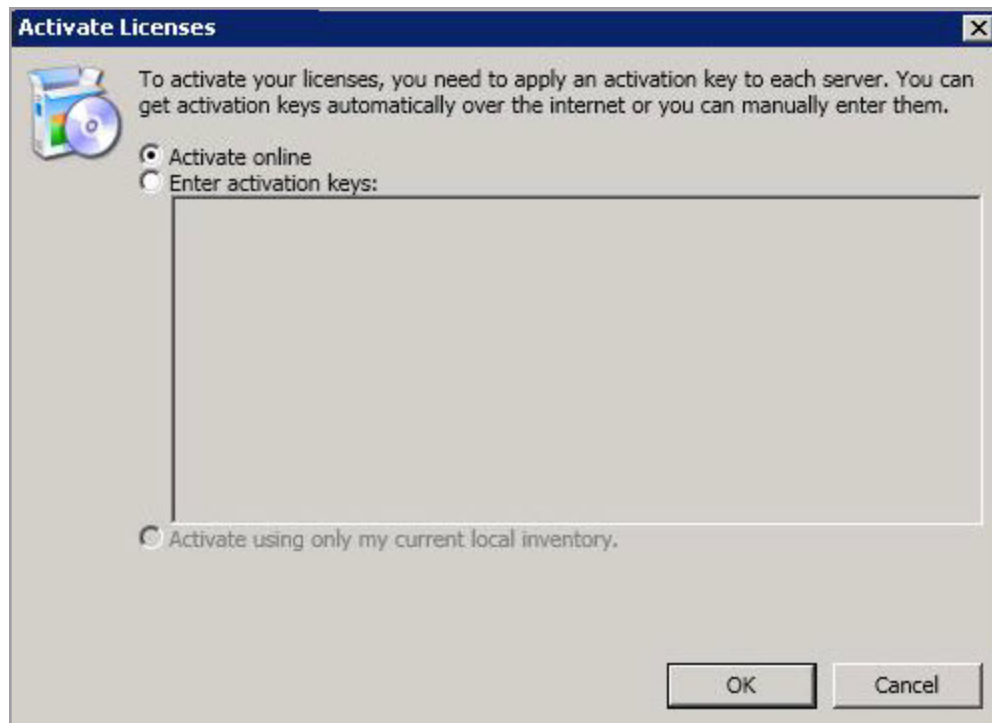 Activate Licenses
To activate your licenses, you need to apply an activation key to each server. You can
get activation keys automatically over the internet or you can manually enter them.
Activate online
Enter activation keys:
Activate using only my current local inventory.
OK
Cancel